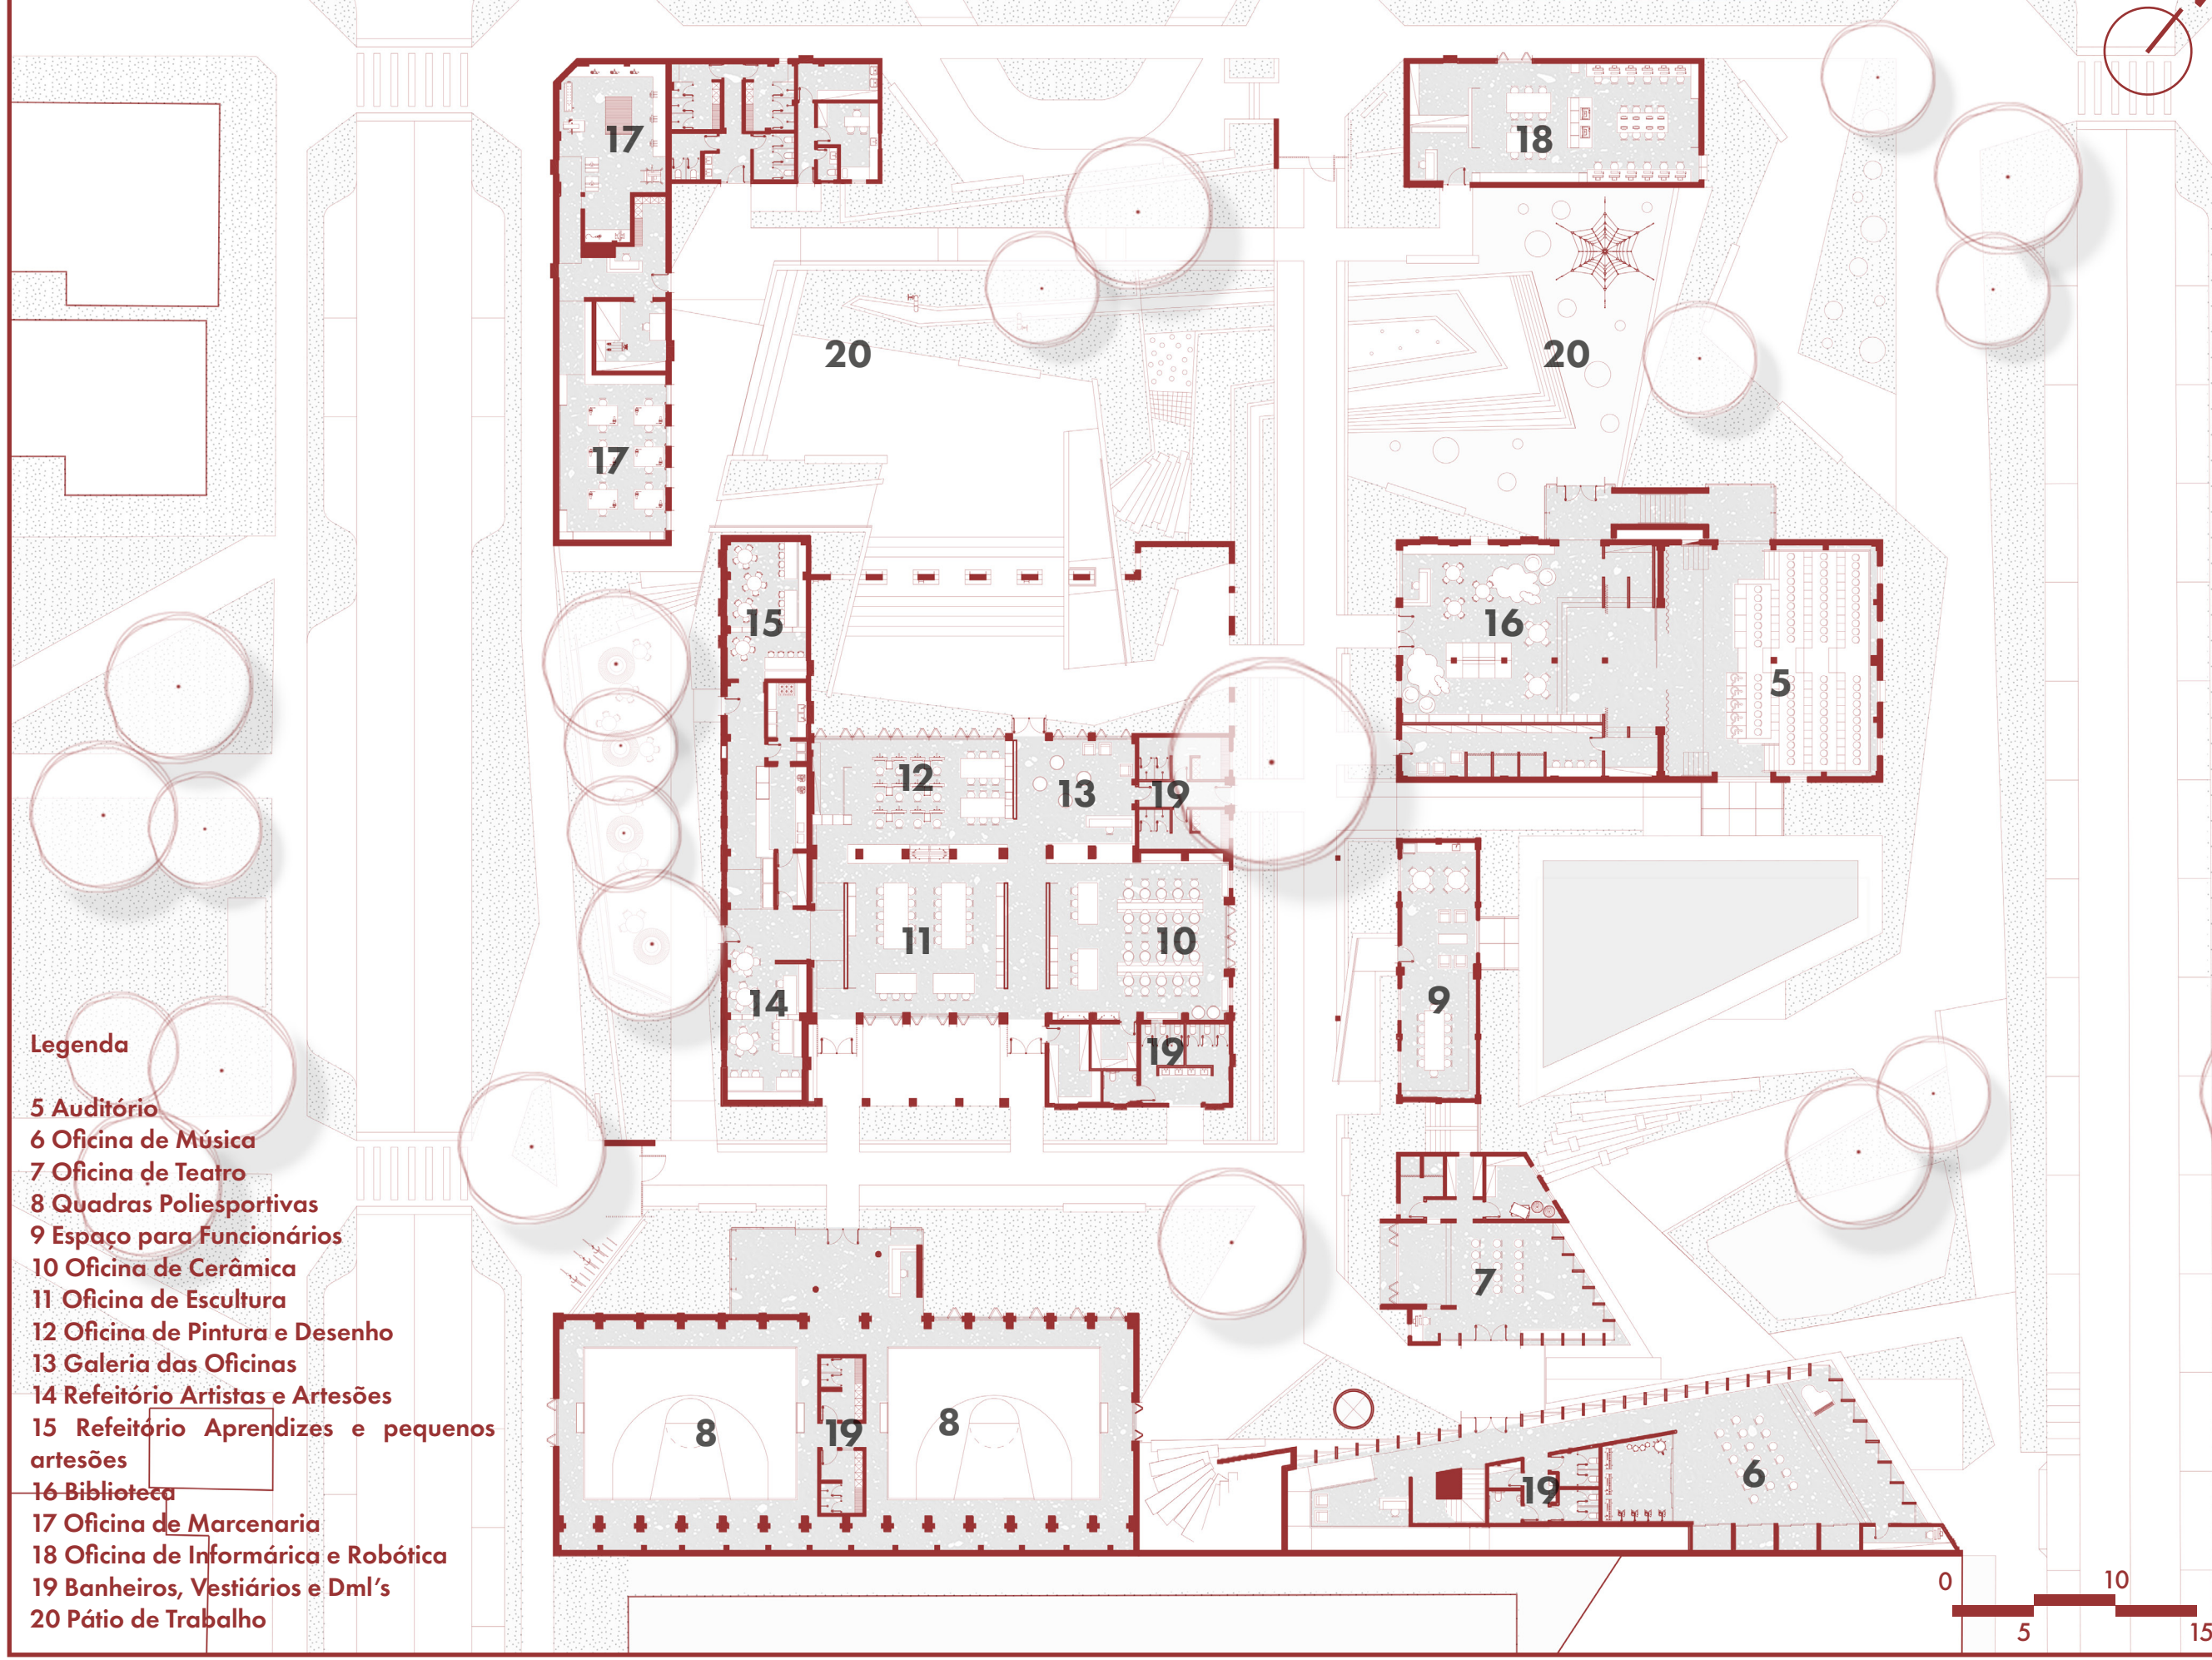 17
18
20
20
17
15
16
5
12
13
19
11
10
14
9
19
7
8
19
8
6
19
Legenda
5 Auditório
6 Oficina de Música
7 Oficina de Teatro
8 Quadras Poliesportivas
9 Espaço para Funcionários
10 Oficina de Cerâmica
11 Oficina de Escultura
12 Oficina de Pintura e Desenho
13 Galeria das Oficinas
14 Refeitório Artistas e Artesões
15 Refeitório Aprendizes e pequenos
artesões
16 Biblioteca
17 Oficina de Marcenaria
18 Oficina de Informárica e Robótica
19 Banheiros, Vestiários e Dml's
20 Pátio de Trabalho
0
10
5
15